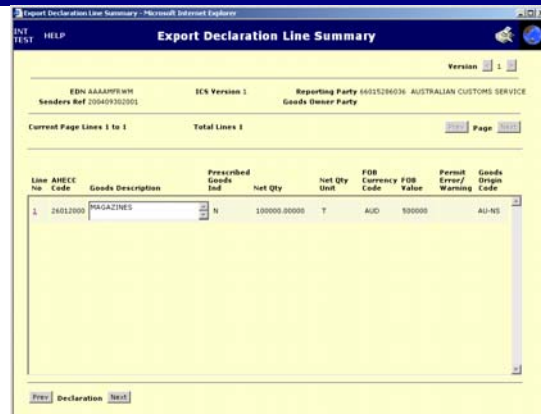 Export Declaration Line Summary - Microsoft Internet Explorer
INT TEST HELP Export Declaration Line Summary
Version 1
EDN AAAAMFRWM ICS Version 1 Reporting Party 66015286036 AUSTRALIAN CUSTOMS SERVICE
Senders Ref 200409302001 Goods Owner Party
Current Page Lines 1 to 1 Total Lines 1 Prev Page Next
Line No AHECC Code Goods Description Prescribed Goods Ind Net Qty Net Qty Unit FOB Currency Code FOB Value Permit Error/ Warning Goods Origin Code
1 26012000 MAGAZINES N 100000.00000 T AUD 500000 AU-NS
Prev Declaration Next